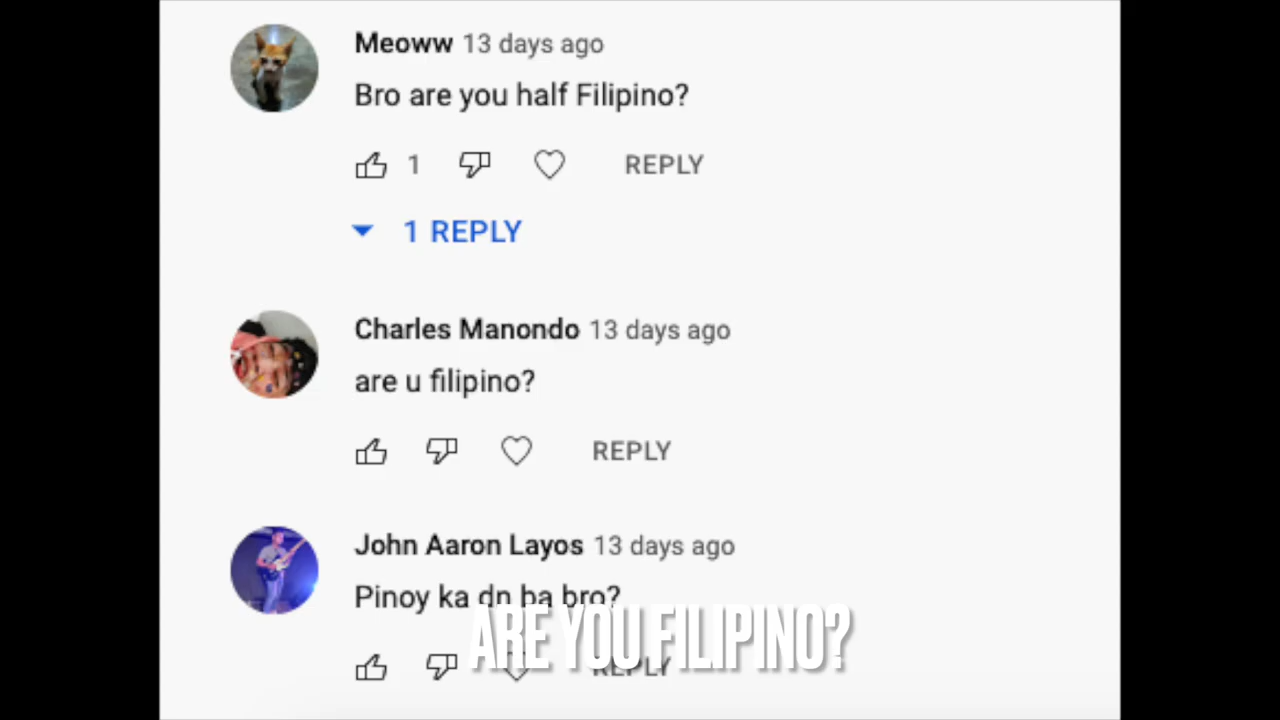 Meoww 13 days ago
Bro are you half Filipino?
1 REPLY
1 REPLY
Charles Manondo 13 days ago
are u filipino?
REPLY
John Aaron Layos 13 days ago
Pinoy ka dn ba bro?
ARE YOU FILIPINO?
REPLY